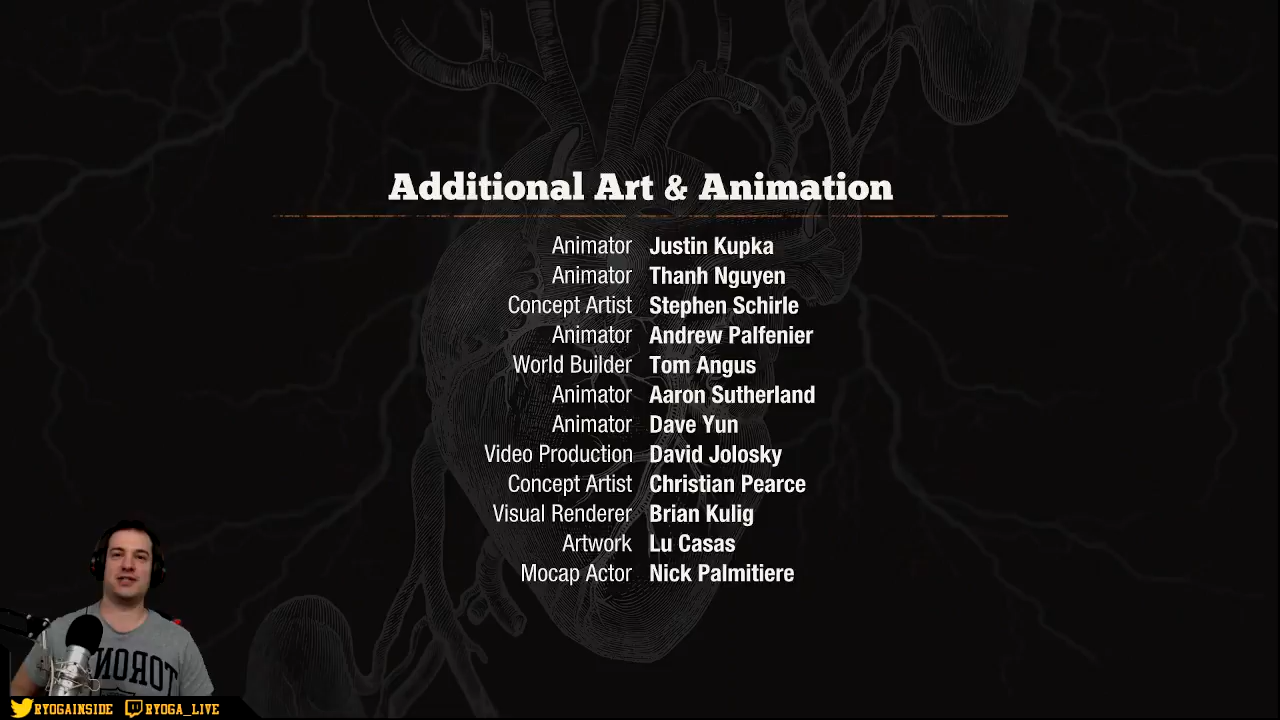 Additional Art & Animation
Animator Justin Kupka
Animator Thanh Nguyen
Concept Artist Stephen Schirle
Animator Andrew Palfenier
World Builder Tom Angus
Animator Aaron Sutherland
Animator Dave Yun
Video Production David Jolosky
Concept Artist Christian Pearce
Visual Renderer Brian Kulig
Artwork Lu Casas
Mocap Actor Nick Palmitiere
TORON
RYOGAINSIDE RYOGA_LIVE